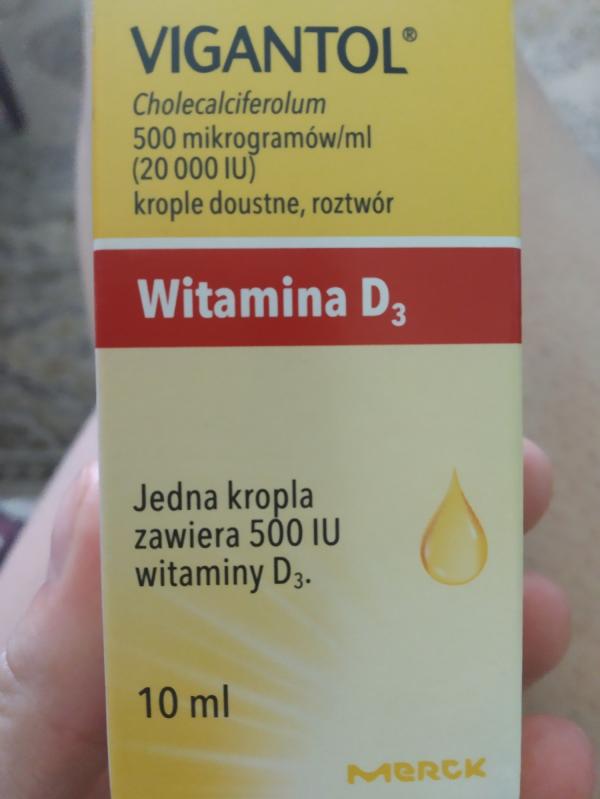 VIGANTOL®
Cholecalciferolum
500 mikrogramów/ml
(20 000 IU)
krople doustne, roztwór
Witamina D₃
Jedna kropla
zawiera 500 IU
witaminy D₃.
10 ml
MERCK